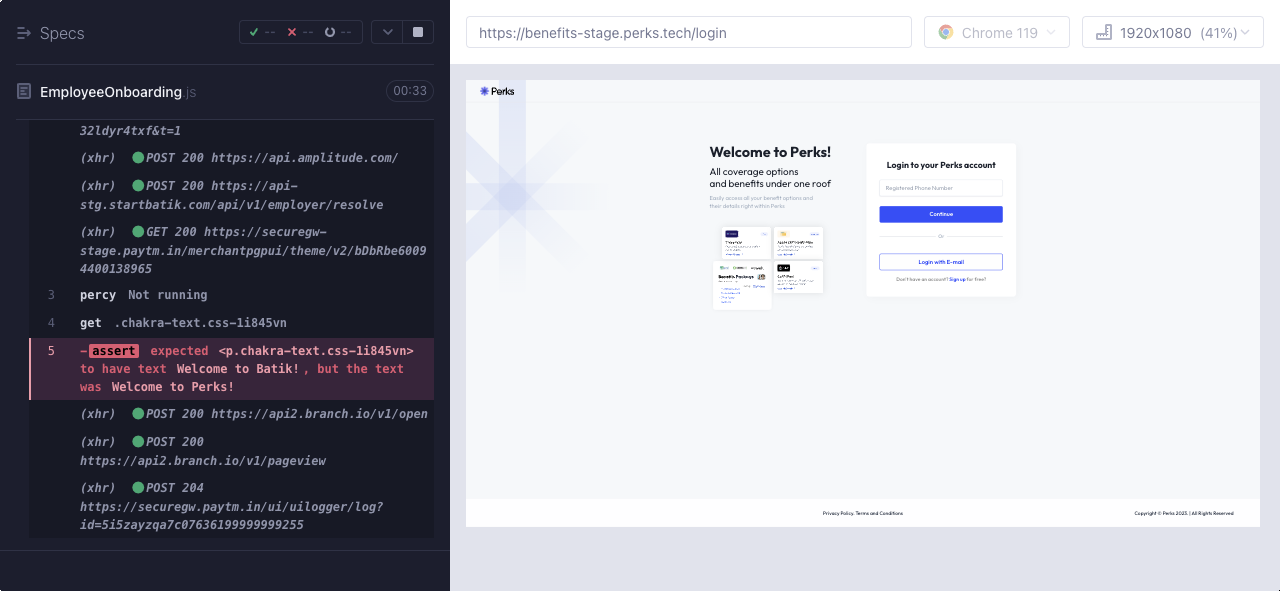 Specs
-- -- --
EmployeeOnboarding.js
00:33
32ldyr4txf&t=1
(xhr) POST 200 https://api.amplitude.com/
(xhr) POST 200 https://api-
stg.startbatik.com/api/v1/employer/resolve
(xhr) GET 200 https://securegw-
stage.paytm.in/merchantpgpui/theme/v2/bDbRbe6009
4400138965
3 percy Not running
4 get .chakra-text.css-1i845vn
5 -assert expected <p.chakra-text.css-1i845vn>
to have text Welcome to Batik!, but the text
was Welcome to Perks!
(xhr) POST 200 https://api2.branch.io/v1/open
(xhr) POST 200
https://api2.branch.io/v1/pageview
(xhr) POST 204
https://securegw.paytm.in/ui/uilogger/log?
id=5i5zayzqa7c07636199999999255
https://benefits-stage.perks.tech/login
Chrome 119
1920x1080 (41%)
Perks
Welcome to Perks!
All coverage options
and benefits under one roof
Easily access all your benefit options and
their details right within Perks
Benefits Packages
Login to your Perks account
Registered Phone Number
Continue
Or
Login with E-mail
Don't have an account? Sign up for free?
Privacy Policy. Terms and Conditions
Copyright © Perks 2023. | All Rights Reserved